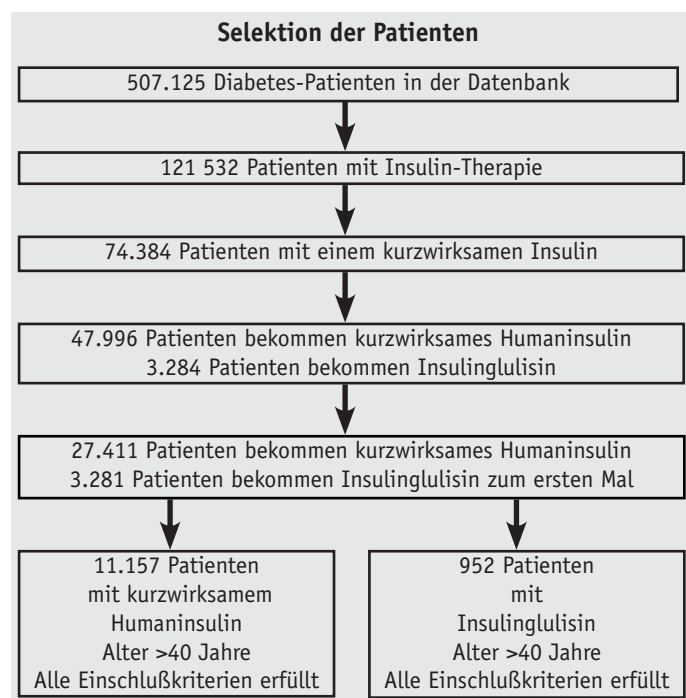 Selektion der Patienten
507.125 Diabetes-Patienten in der Datenbank
121 532 Patienten mit Insulin-Therapie
74.384 Patienten mit einem kurzwirksamen Insulin
47.996 Patienten bekommen kurzwirksames Humaninsulin
3.284 Patienten bekommen Insulinglulisin
27.411 Patienten bekommen kurzwirksames Humaninsulin
3.281 Patienten bekommen Insulinglulisin zum ersten Mal
11.157 Patienten
mit kurzwirksamem
Humaninsulin
Alter >40 Jahre
Alle Einschlußkriterien erfüllt
952 Patienten
mit
Insulinglulisin
Alter >40 Jahre
Alle Einschlußkriterien erfüllt